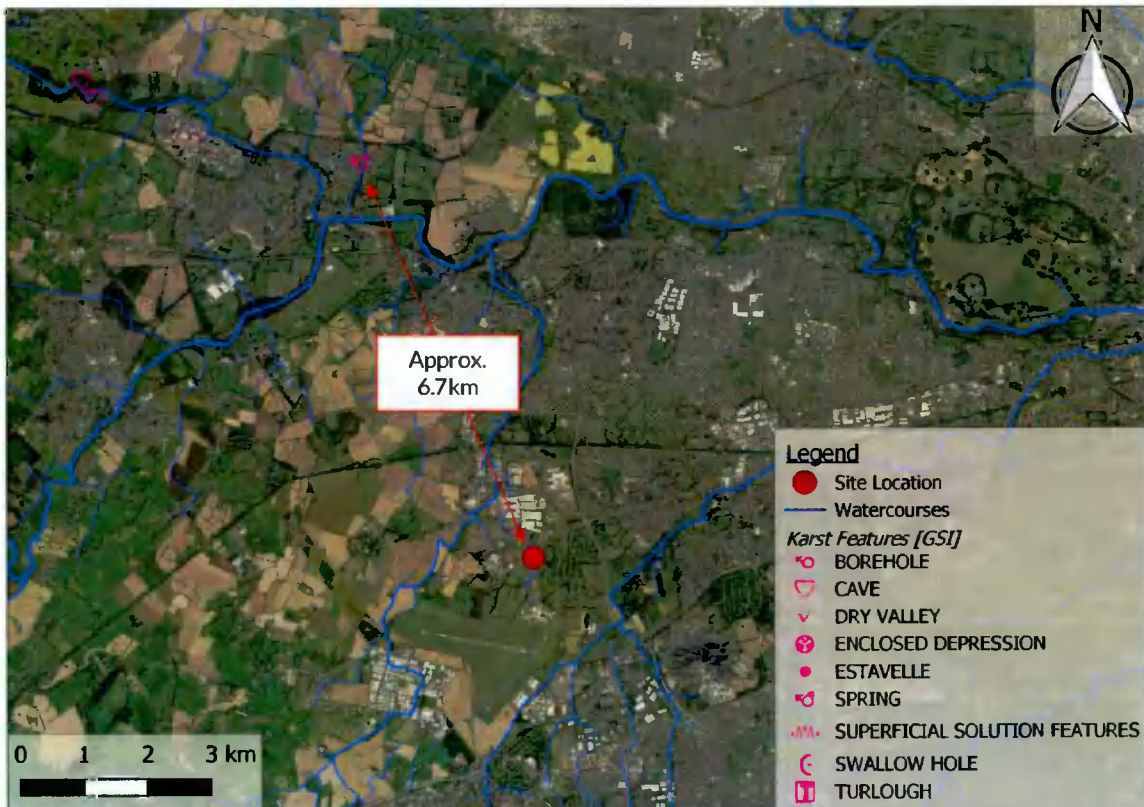 N
Approx.
6.7km
Legend
Site Location
Watercourses
Karst Features [GSI]
BOREHOLE
CAVE
DRY VALLEY
ENCLOSED DEPRESSION
ESTAVELLE
SPRING
SUPERFICIAL SOLUTION FEATURES
SWALLOW HOLE
TURLOUGH
0 1 2 3 km